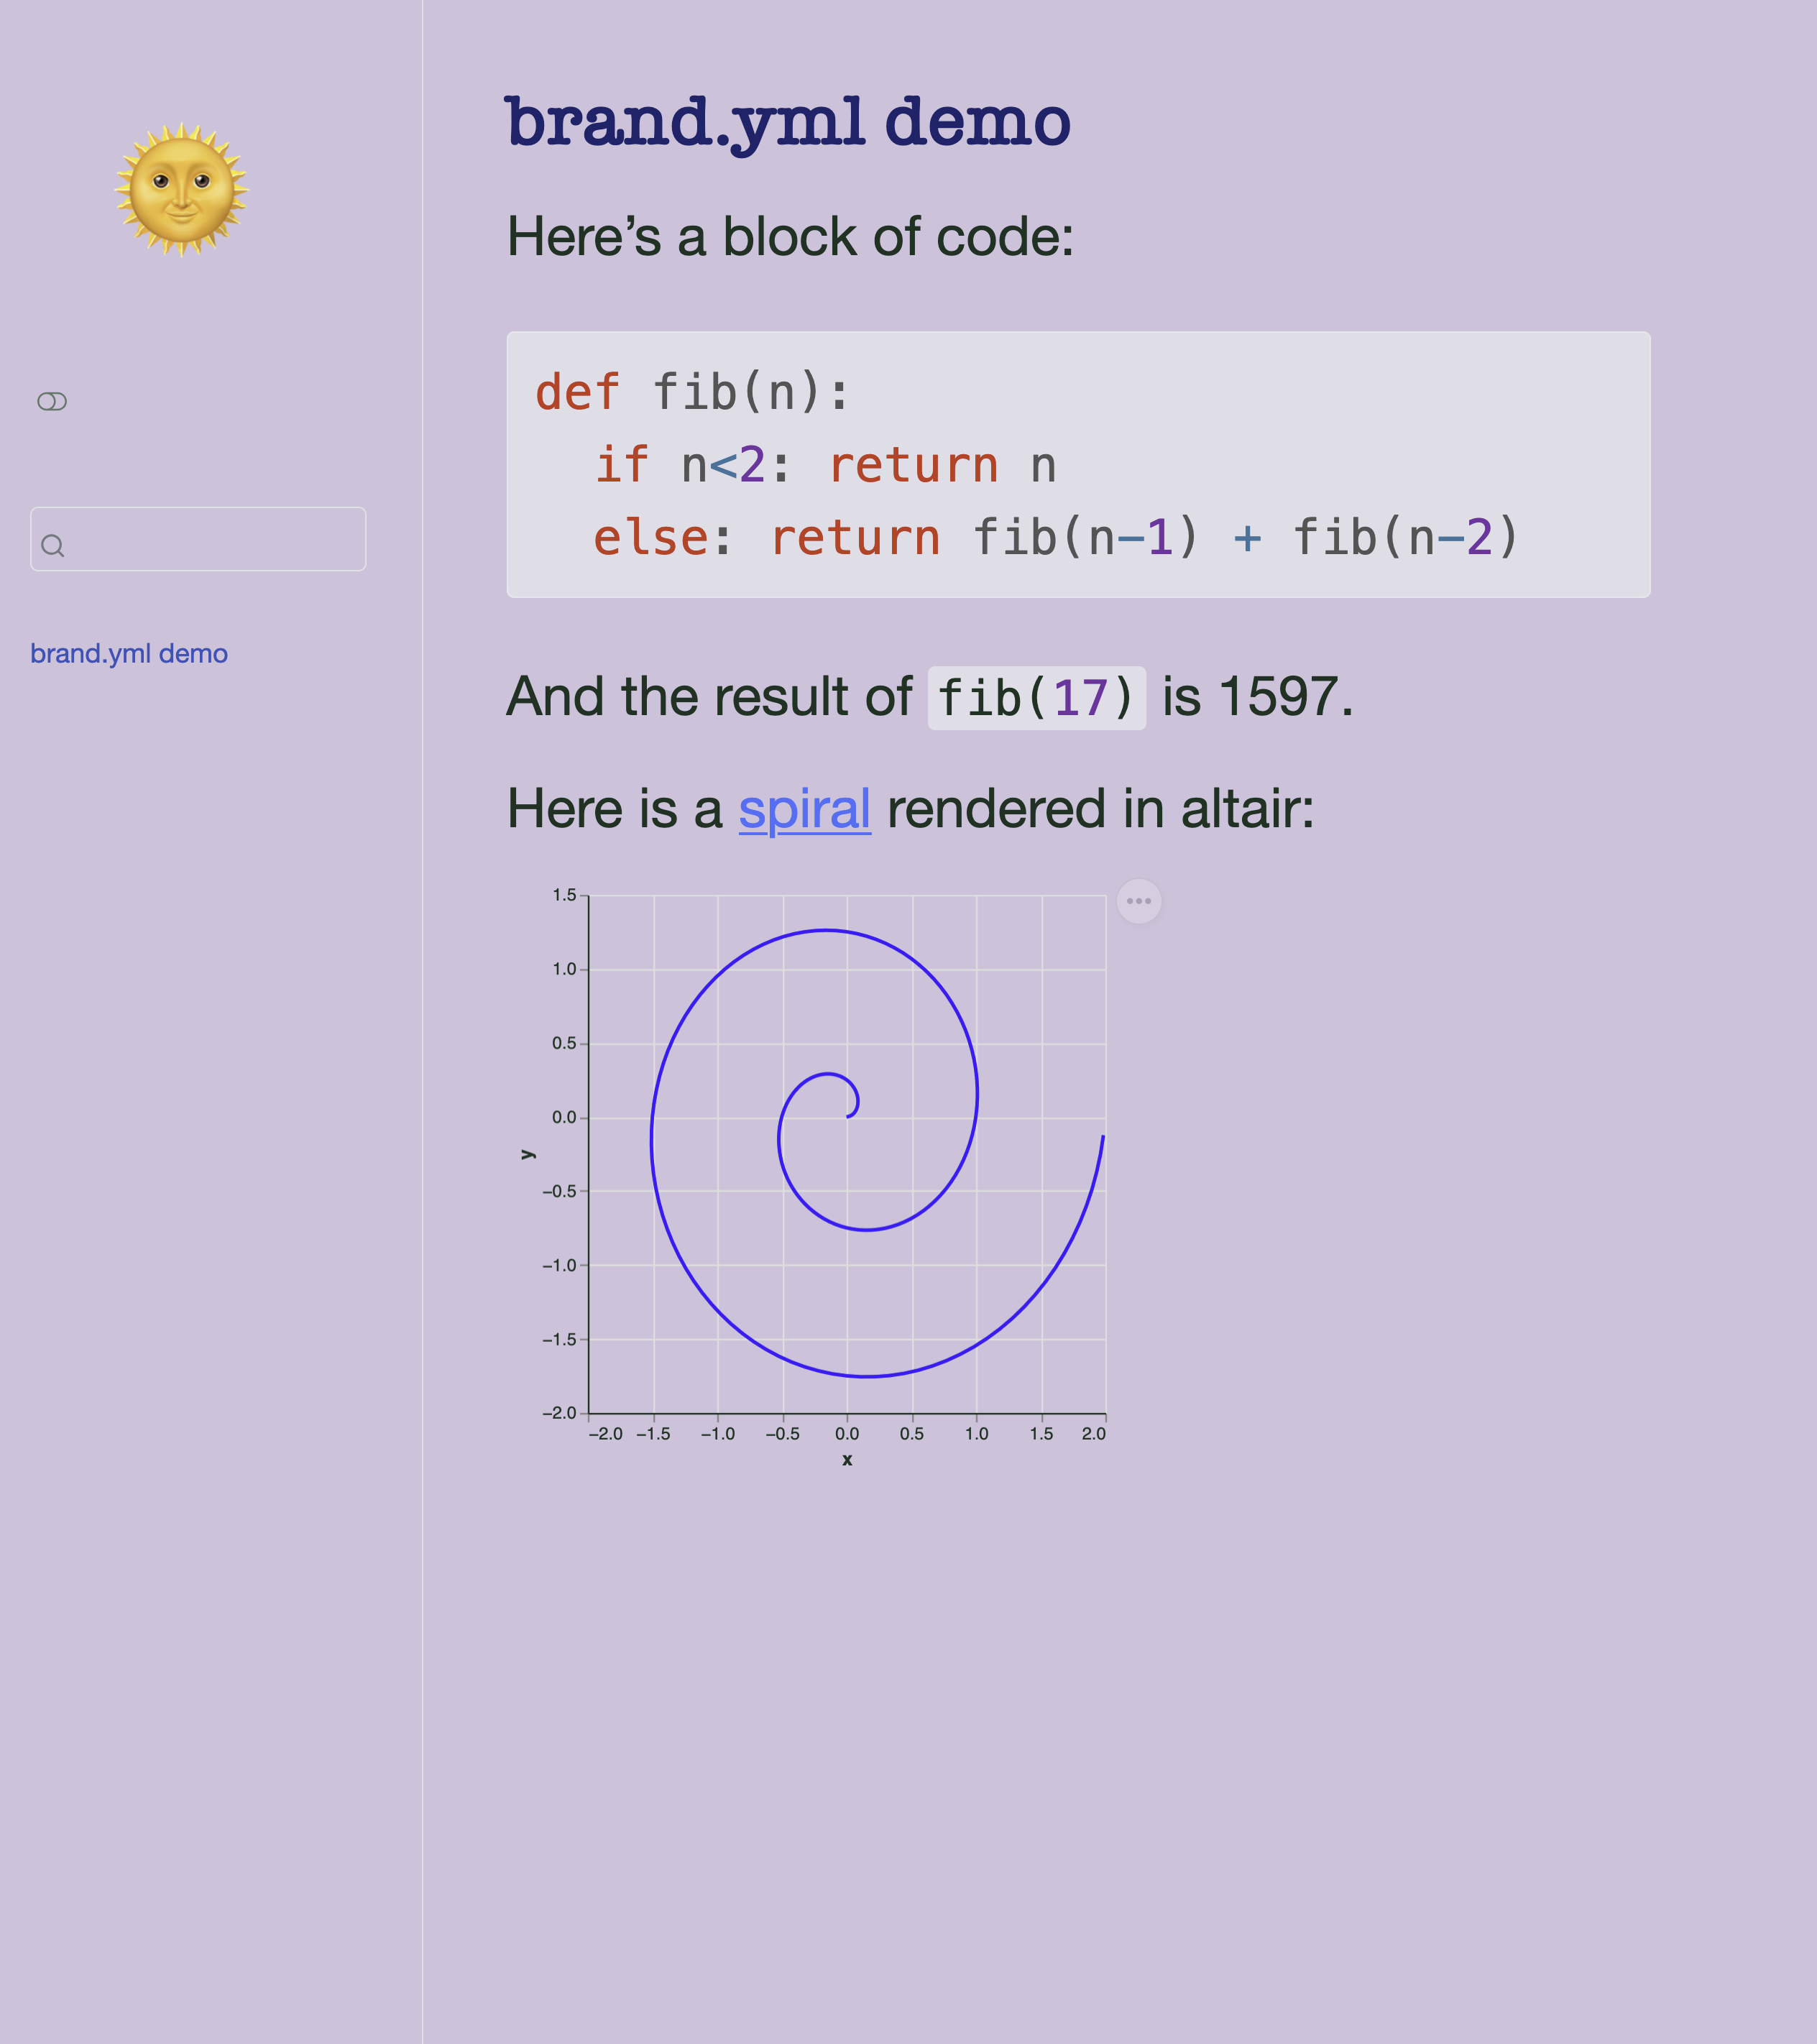 brand.yml demo
Here’s a block of code:
def fib(n):
  if n<2: return n
  else: return fib(n−1) + fib(n−2)
brand.yml demo
And the result of fib(17) is 1597.
Here is a spiral rendered in altair:
1.5
1.0
0.5
0.0
−0.5
−1.0
−1.5
−2.0
y
−2.0 −1.5 −1.0 −0.5 0.0 0.5 1.0 1.5 2.0
x